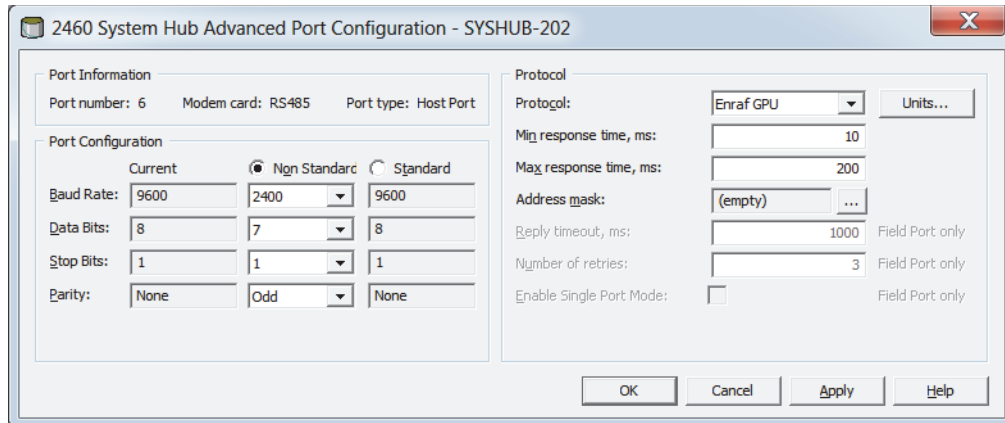 2460 System Hub Advanced Port Configuration - SYSHUB-202
Port Information
Port number: 6 Modem card: RS485 Port type: Host Port
Port Configuration
Current Non Standard Standard
Baud Rate: 9600 2400 9600
Data Bits: 8 7 8
Stop Bits: 1 1 1
Parity: None Odd None
Protocol
Protocol: Enraf GPU Units...
Min response time, ms: 10
Max response time, ms: 200
Address mask: (empty) ...
Reply timeout, ms: 1000 Field Port only
Number of retries: 3 Field Port only
Enable Single Port Mode: Field Port only
OK Cancel Apply Help